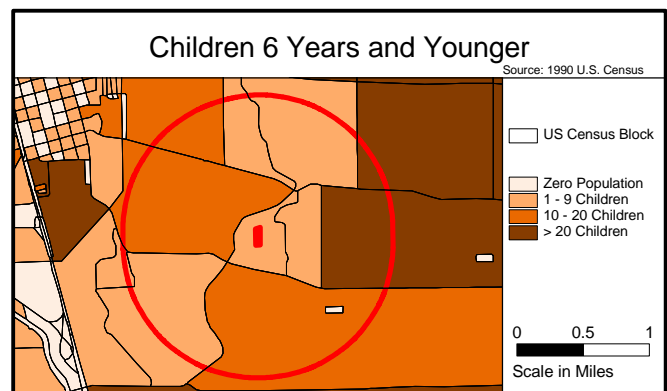 Children 6 Years and Younger
Source: 1990 U.S. Census
US Census Block
Zero Population
1 - 9 Children
10 - 20 Children
> 20 Children
0 0.5 1
Scale in Miles